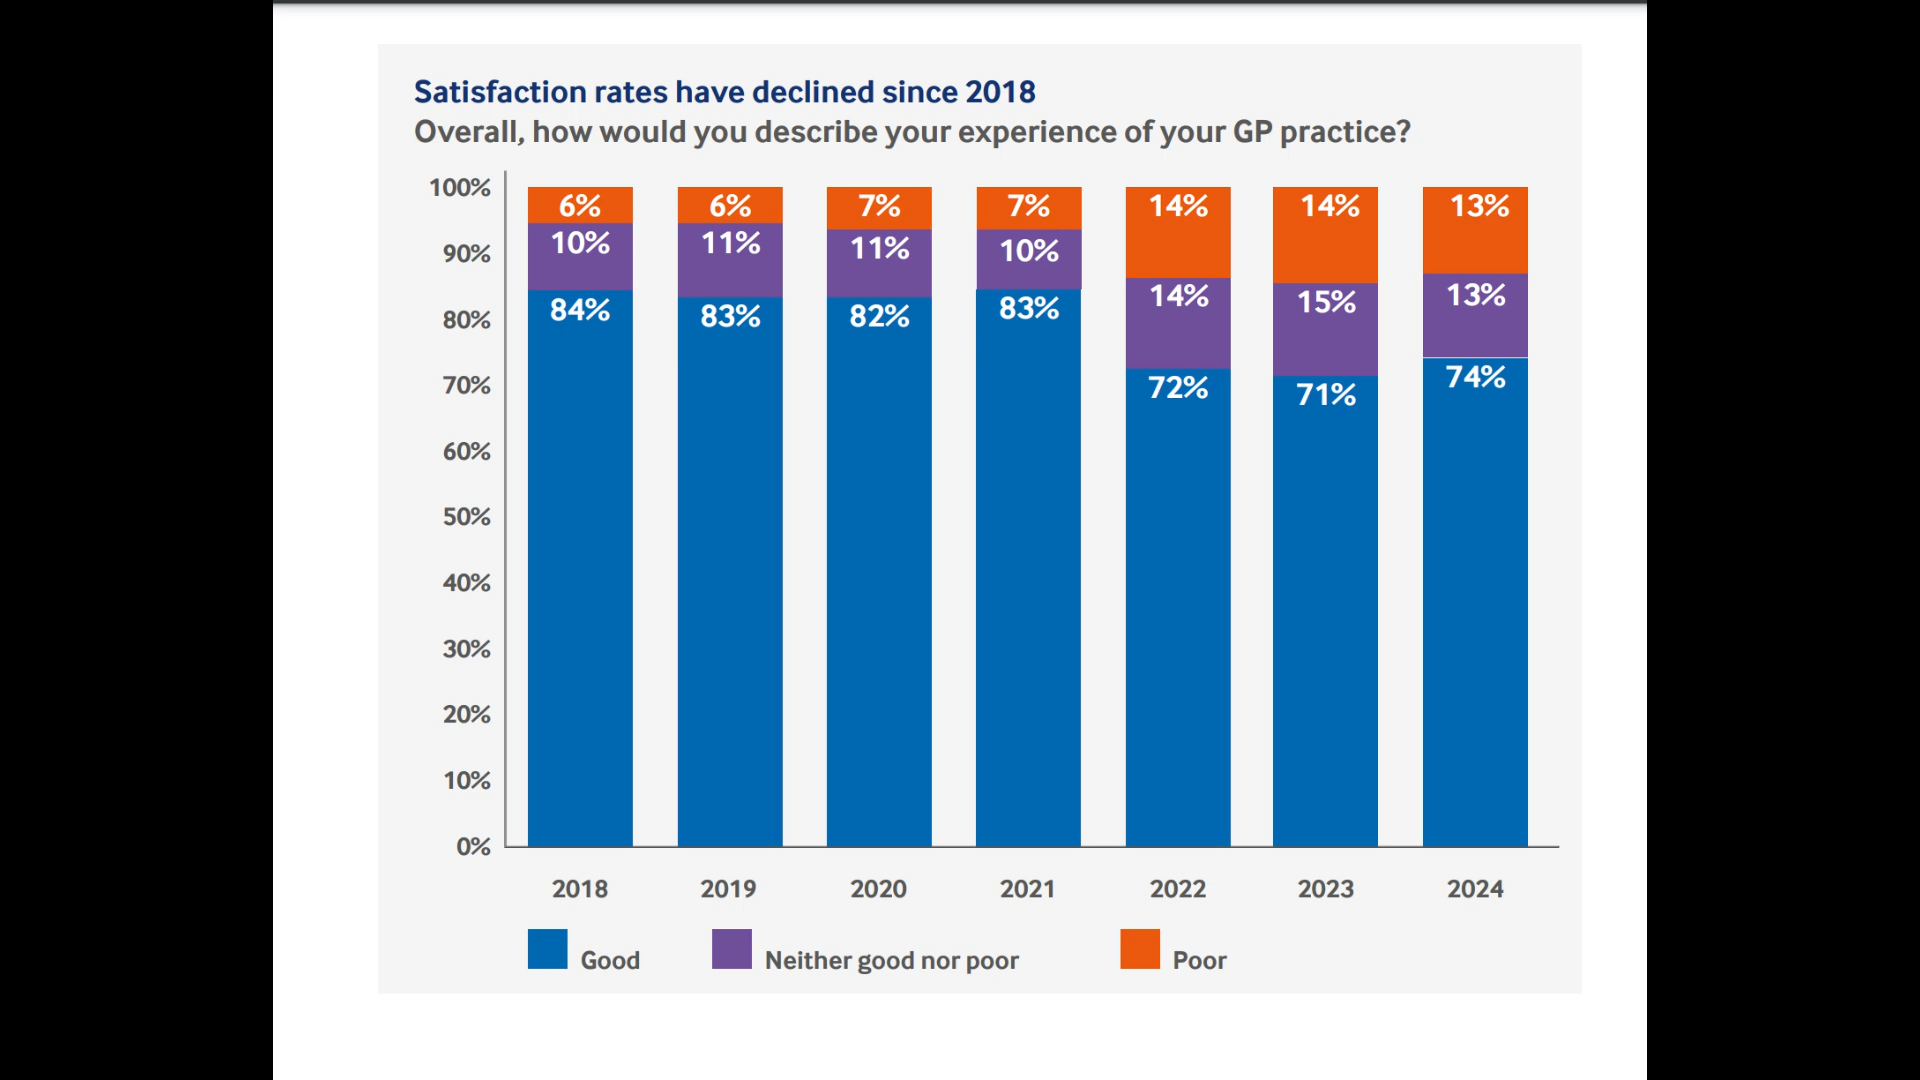 Satisfaction rates have declined since 2018
Overall, how would you describe your experience of your GP practice?
100% 6% 6% 7% 7% 14% 14% 13%
90% 10% 11% 11% 10% 14% 15% 13%
80% 84% 83% 82% 83%
70% 72% 71% 74%
60%
50%
40%
30%
20%
10%
0%
2018 2019 2020 2021 2022 2023 2024
Good Neither good nor poor Poor